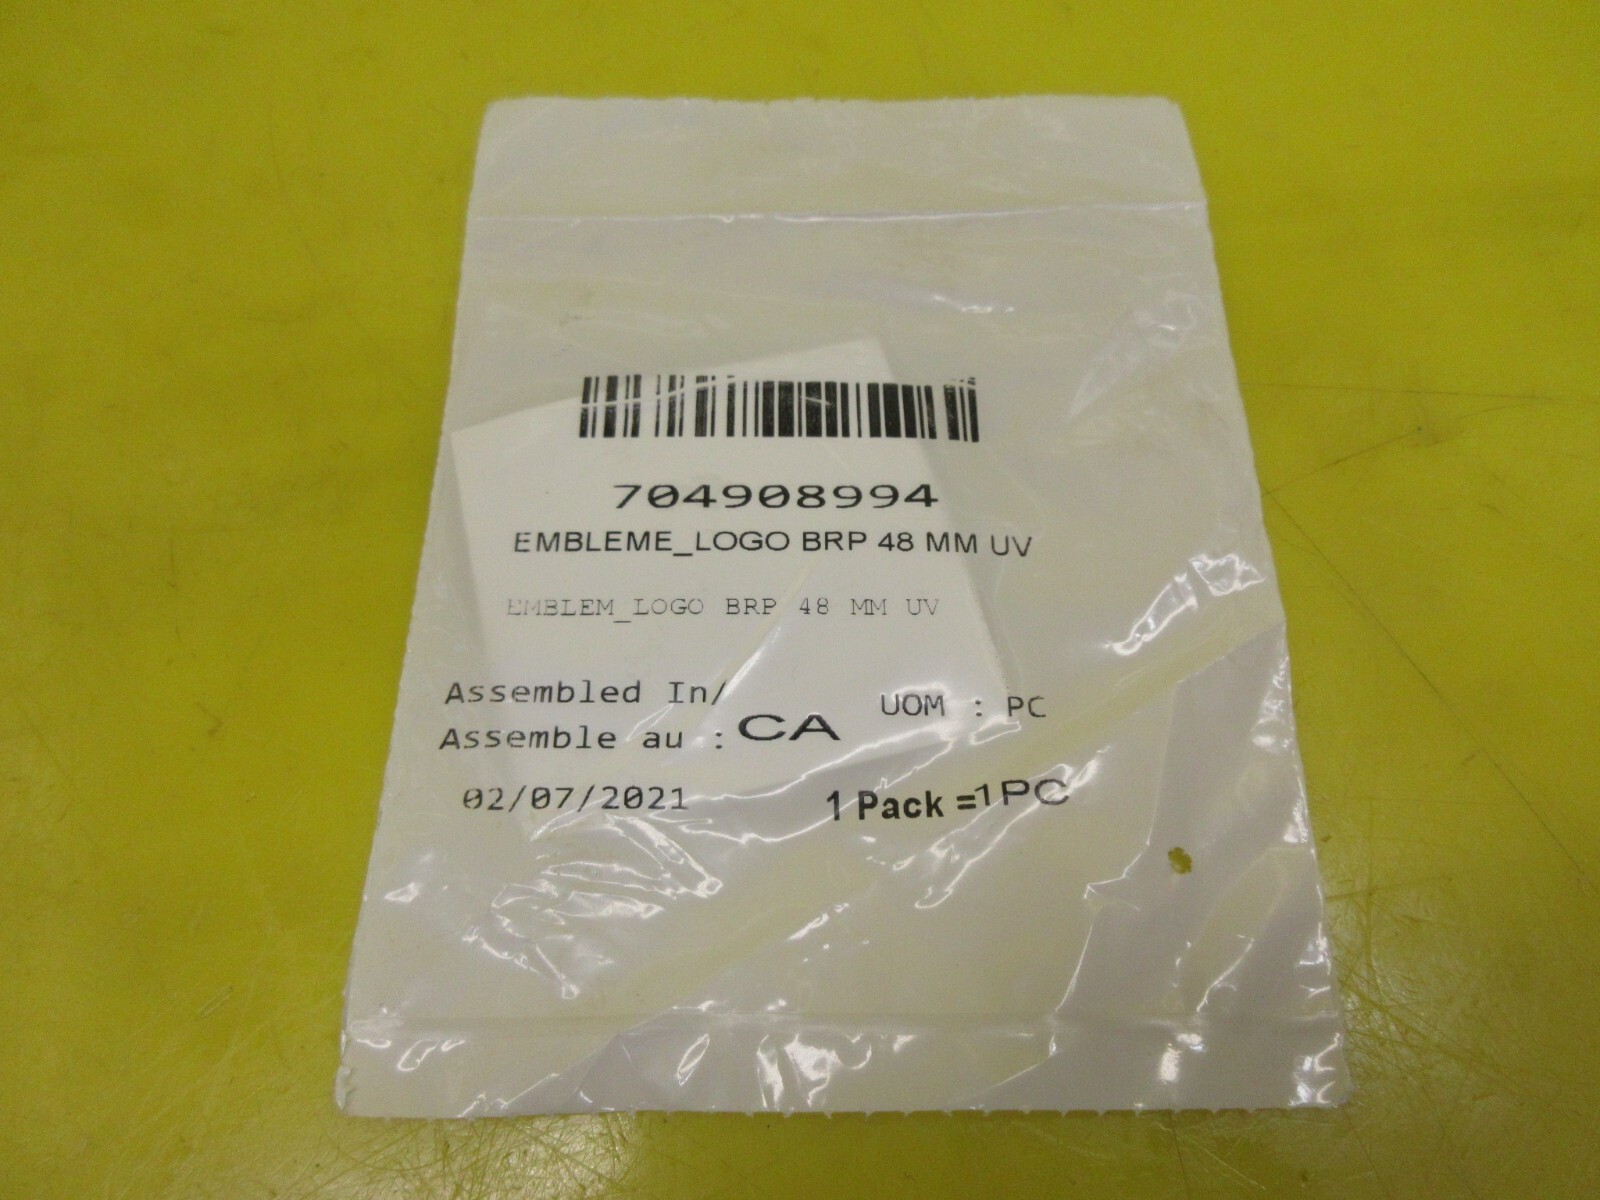 704908994
EMBLEME_LOGO BRP 48 MM UV
EMBLEM_LOGO BRP 48 MM UV
Assembled In/
Assemble au : CA
UOM : PC
02/07/2021
1 Pack =1PC